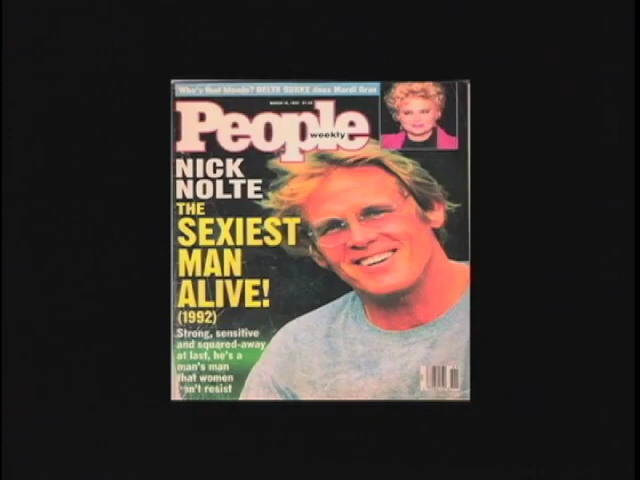 Who's that blonde? DELTA BURKE does Mardi Gras
People
weekly
NICK
NOLTE
THE
SEXIEST
MAN
ALIVE!
(1992)
Strong, sensitive
and squared-away
at last, he's a
man's man
that women
can't resist